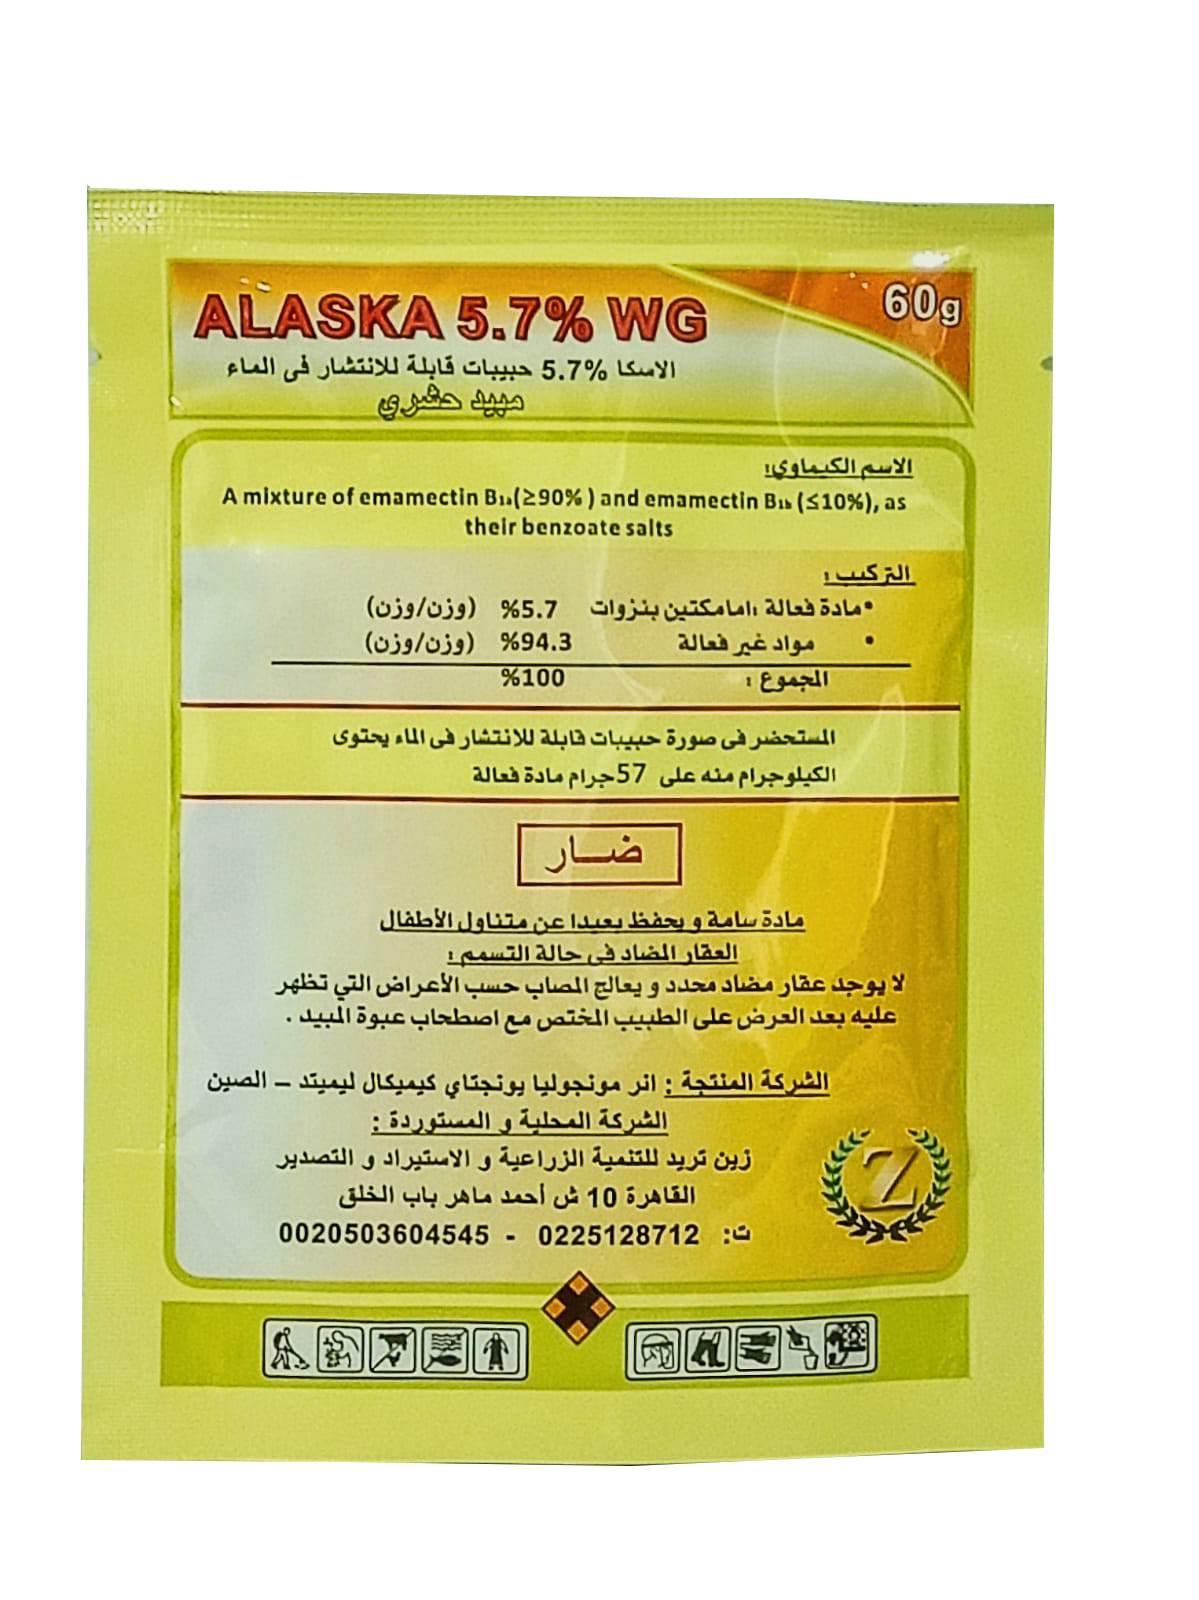 ALASKA 5.7% WG
60g
الاسكا 5.7% حبيبات قابلة للانتشار فى الماء
مبيد حشري
الاسم الكيماوي:
A mixture of emamectin B1a(≥90% ) and emamectin B1b (≤10%), as
their benzoate salts
التركيب :
•مادة فعالة :امامكتين بنزوات %5.7 (وزن/وزن)
• مواد غير فعالة %94.3 (وزن/وزن)
المجموع : %100
المستحضر فى صورة حبيبات قابلة للانتشار فى الماء يحتوى
الكيلوجرام منه على 57جرام مادة فعالة
ضــار
مادة سامة و يحفظ بعيدا عن متناول الأطفال
العقار المضاد فى حالة التسمم :
لا يوجد عقار مضاد محدد و يعالج المصاب حسب الأعراض التي تظهر
عليه بعد العرض على الطبيب المختص مع اصطحاب عبوة المبيد .
الشركة المنتجة : انر مونجوليا يونجتاي كيميكال ليميتد – الصين
الشركة المحلية و المستوردة :
زين تريد للتنمية الزراعية و الاستيراد و التصدير
القاهرة 10 ش أحمد ماهر باب الخلق
ت: 0225128712 - 0020503604545
Z